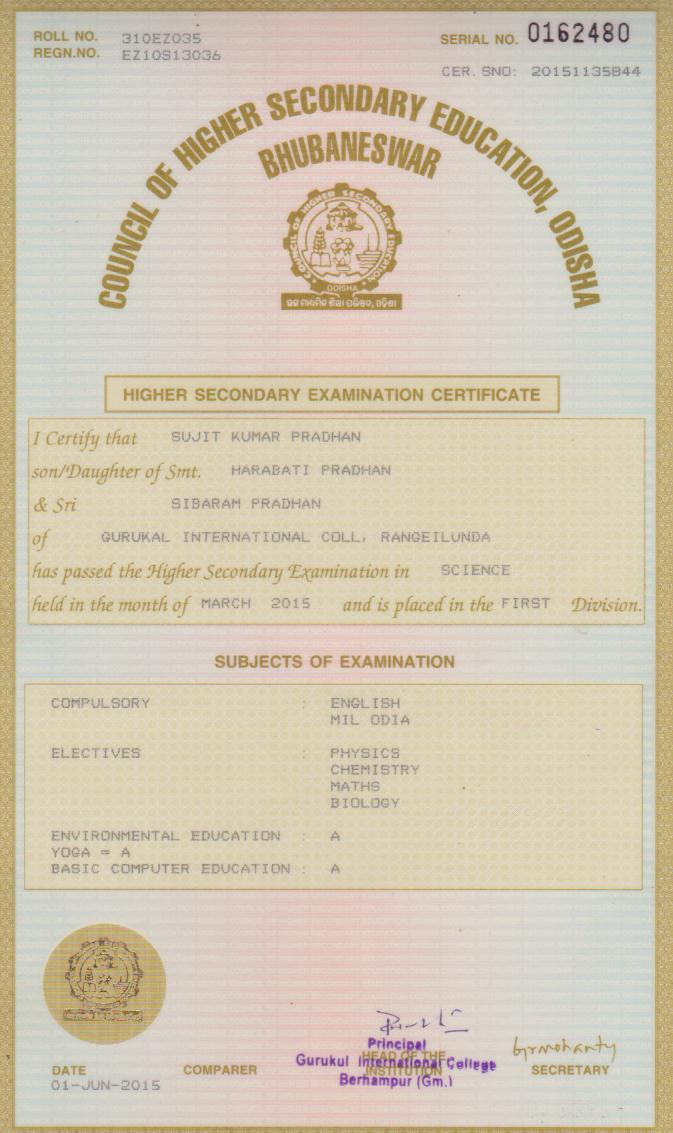 ROLL NO. 310EZ035
REGN.NO. EZ10S13036
SERIAL NO. 0162480
CER. SNO: 20151135844
COUNCIL OF HIGHER SECONDARY EDUCATION, ODISHA
BHUBANESWAR
COUNCIL OF HIGHER SECONDARY EDUCATION
ODISHA
ଉଚ୍ଚ ମାଧ୍ୟମିକ ଶିକ୍ଷା ପରିଷଦ, ଓଡ଼ିଶା
HIGHER SECONDARY EXAMINATION CERTIFICATE
I Certify that SUJIT KUMAR PRADHAN
son/Daughter of Smt. HARABATI PRADHAN
& Sri SIBARAM PRADHAN
of GURUKAL INTERNATIONAL COLL, RANGEILUNDA
has passed the Higher Secondary Examination in SCIENCE
held in the month of MARCH 2015 and is placed in the FIRST Division.
SUBJECTS OF EXAMINATION
COMPULSORY : ENGLISH
MIL ODIA
ELECTIVES : PHYSICS
CHEMISTRY
MATHS
BIOLOGY
ENVIRONMENTAL EDUCATION : A
YOGA = A
BASIC COMPUTER EDUCATION : A
Principal
HEAD OF THE
Gurukul International College
INSTITUTION
Berhampur (Gm.)
DATE COMPARER SECRETARY
01-JUN-2015